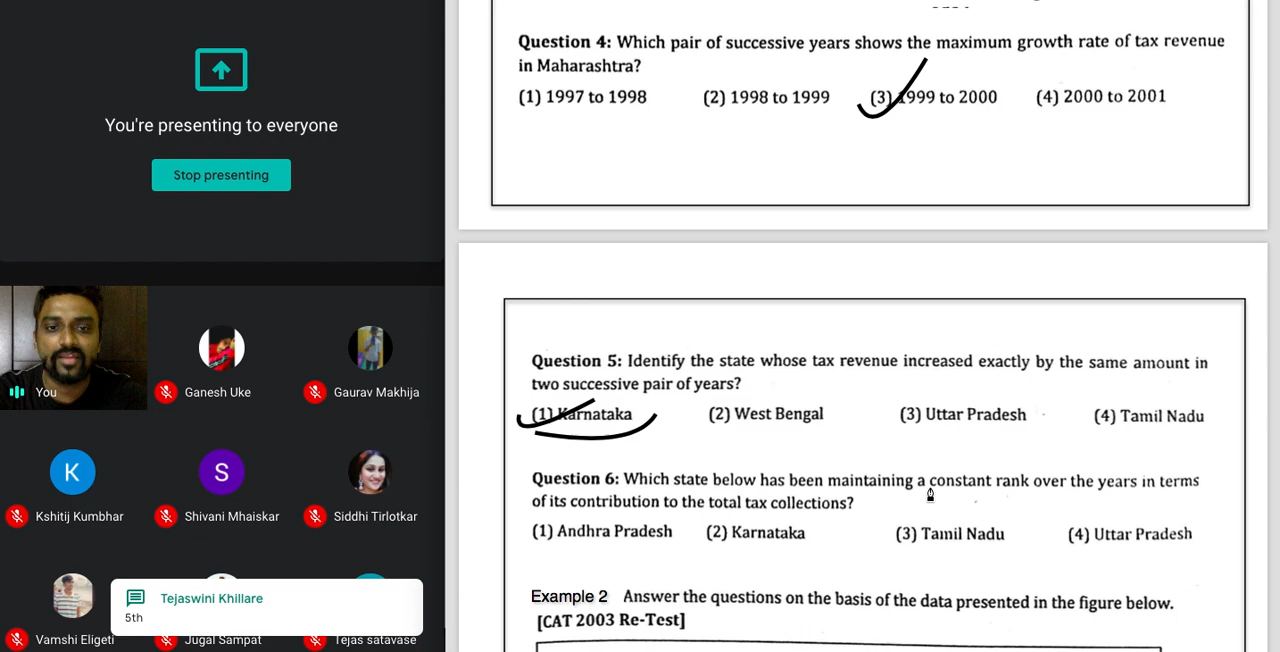 You're presenting to everyone
Stop presenting
You
Ganesh Uke
Gaurav Makhija
K
S
Kshitij Kumbhar
Shivani Mhaiskar
Siddhi Tirlotkar
Tejaswini Khillare
5th
Vamshi Eligeti
Jugal Sampat
Tejas satavase
Question 4: Which pair of successive years shows the maximum growth rate of tax revenue
in Maharashtra?
(1) 1997 to 1998 (2) 1998 to 1999 (3) 1999 to 2000 (4) 2000 to 2001
Question 5: Identify the state whose tax revenue increased exactly by the same amount in
two successive pair of years?
(1) Karnataka (2) West Bengal (3) Uttar Pradesh (4) Tamil Nadu
Question 6: Which state below has been maintaining a constant rank over the years in terms
of its contribution to the total tax collections?
(1) Andhra Pradesh (2) Karnataka (3) Tamil Nadu (4) Uttar Pradesh
Example 2 Answer the questions on the basis of the data presented in the figure below.
[CAT 2003 Re-Test]